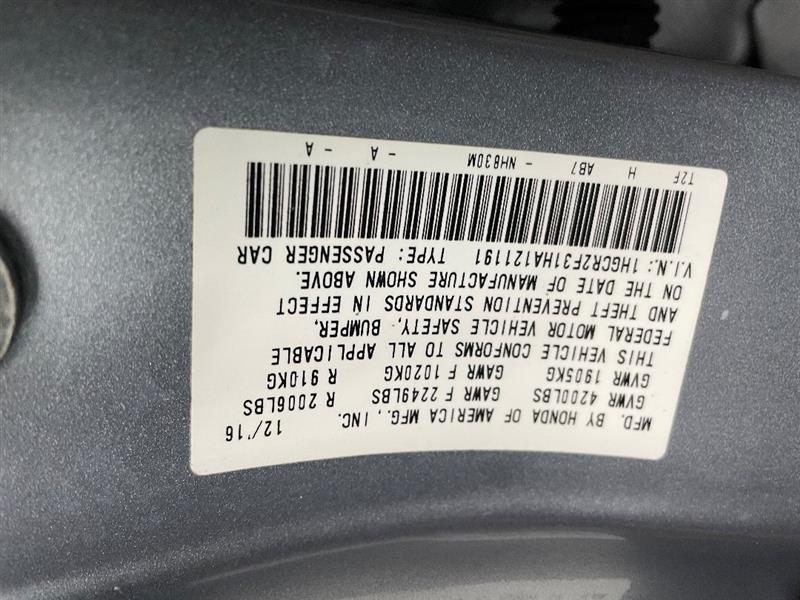 MFD. BY HONDA OF AMERICA MFG., INC. 12/'16
GVWR 4200LBS GAWR F 2249LBS R 2006LBS
GVWR 1905KG GAWR F 1020KG R 910KG
THIS VEHICLE CONFORMS TO ALL APPLICABLE
FEDERAL MOTOR VEHICLE SAFETY, BUMPER,
AND THEFT PREVENTION STANDARDS IN EFFECT
ON THE DATE OF MANUFACTURE SHOWN ABOVE.
V.I.N.: 1HGCR2F31HA121191 TYPE: PASSENGER CAR
T2F H AB7 - NH830M - A - A